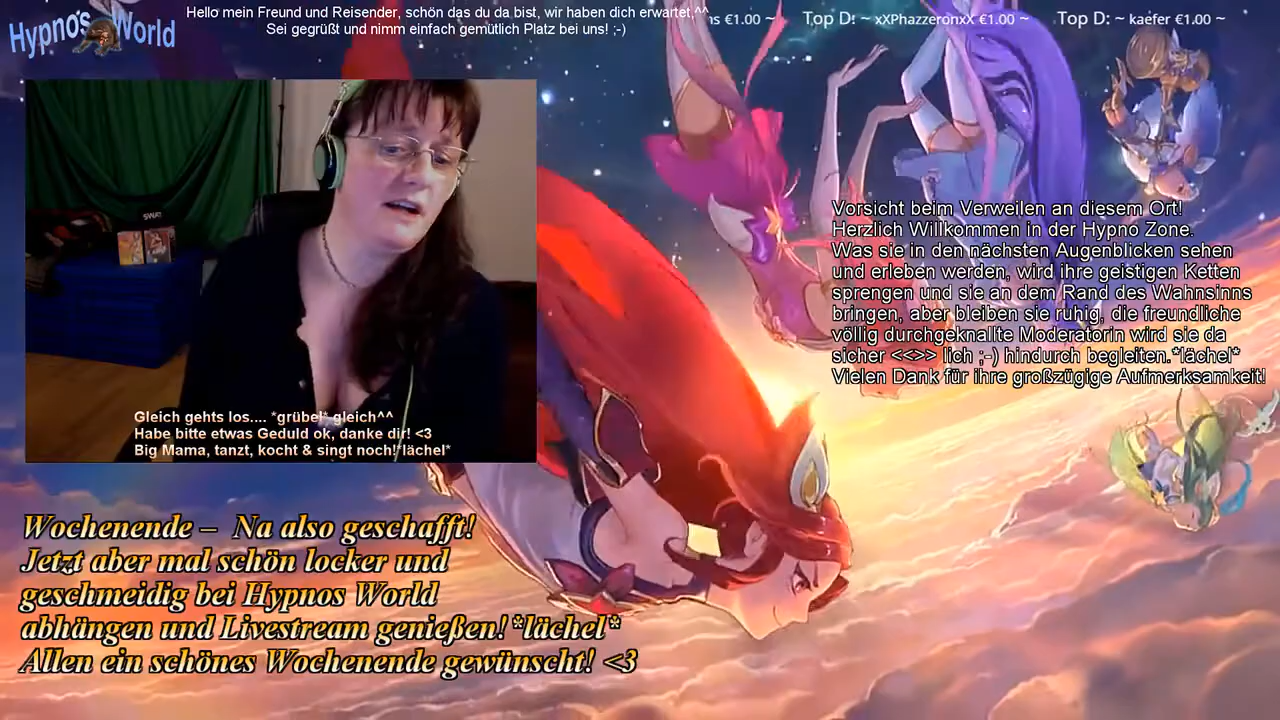 Hypno's World
Hello mein Freund und Reisender, schön das du da bist, wir haben dich erwartet,^^
Sei gegrüßt und nimm einfach gemütlich Platz bei uns! ;-)
€1.00 ~ Top D: ~ xXPhazzeronxX €1.00 ~ Top D: ~ kaefer €1.00 ~
SWAT
Vorsicht beim Verweilen an diesem Ort!
Herzlich Willkommen in der Hypno Zone.
Was sie in den nächsten Augenblicken sehen
und erleben werden, wird ihre geistigen Ketten
sprengen und sie an dem Rand des Wahnsinns
bringen, aber bleiben sie ruhig, die freundliche
völlig durchgeknallte Moderatorin wird sie da
sicher <<>> lich ;-) hindurch begleiten.*lächel*
Vielen Dank für ihre großzügige Aufmerksamkeit!
Gleich gehts los.... *grübel* gleich^^
Habe bitte etwas Geduld ok, danke dir! <3
Big Mama, tanzt, kocht & singt noch!*lächel*
Wochenende – Na also geschafft!
Jetzt aber mal schön locker und
geschmeidig bei Hypnos World
abhängen und Livestream genießen! *lächel*
Allen ein schönes Wochenende gewünscht! <3